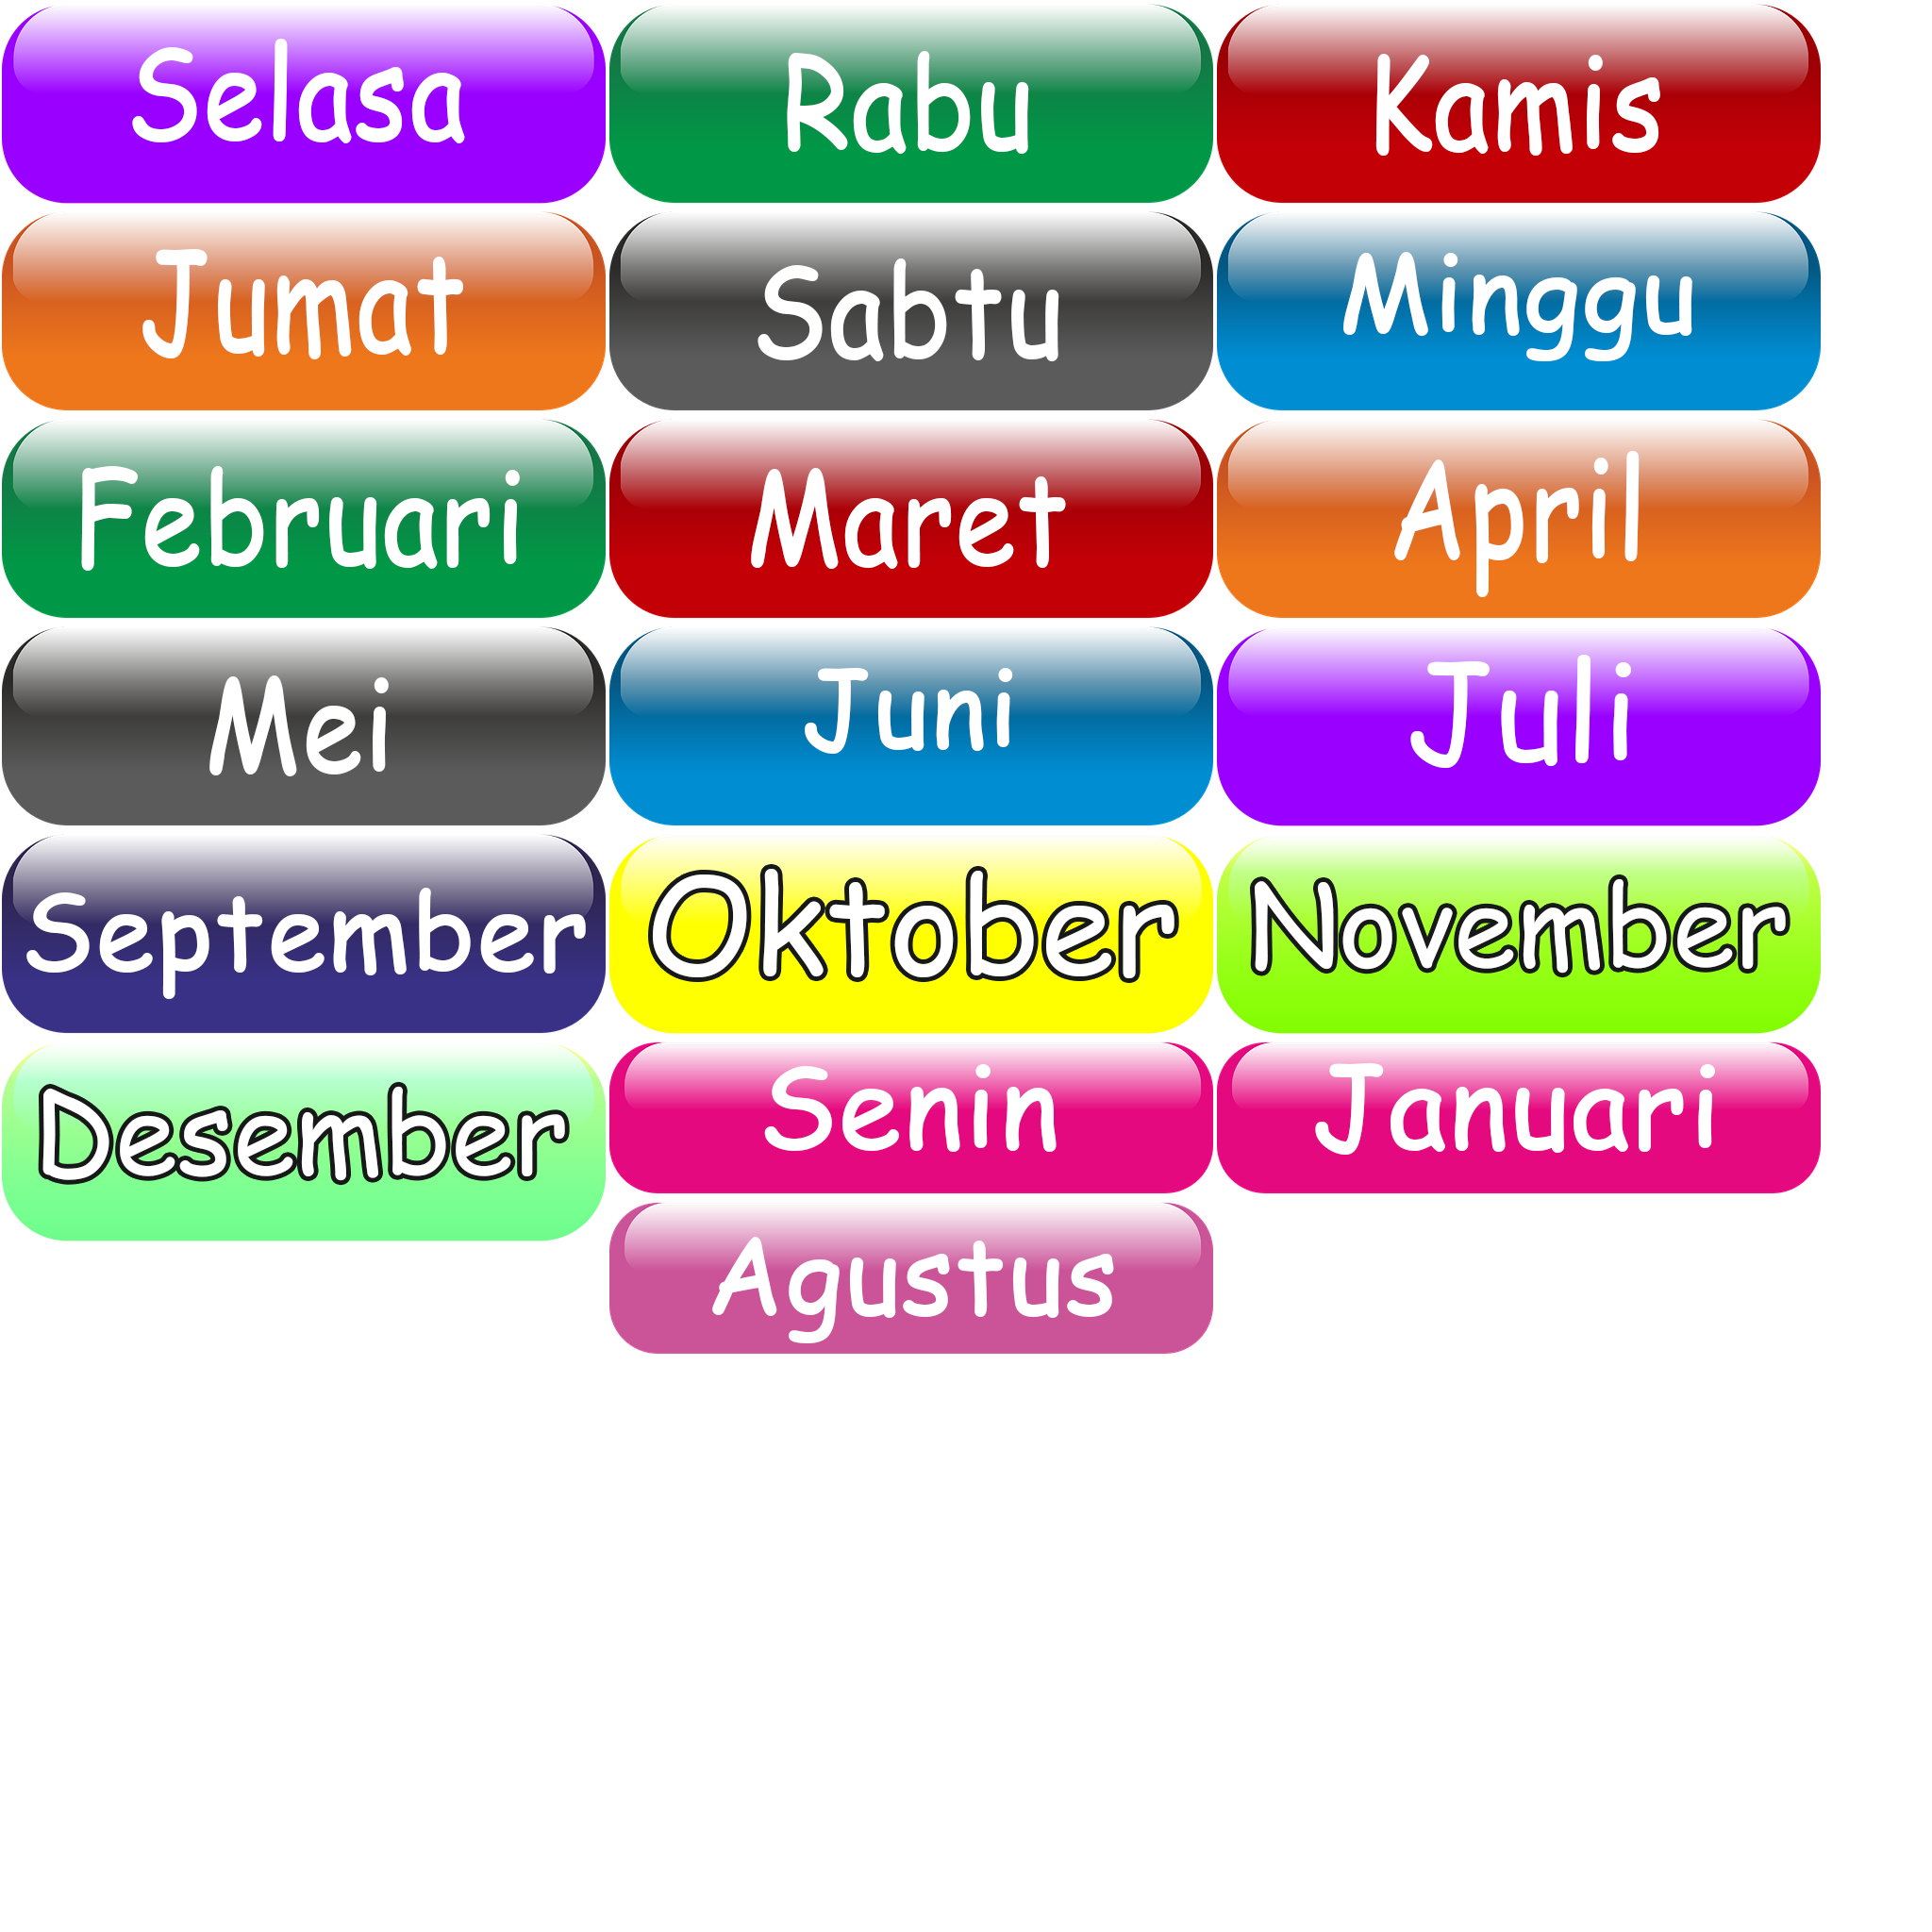 Selasa
Rabu
Kamis
Jumat
Sabtu
Minggu
Februari
Maret
April
Mei
Juni
Juli
September
Oktober
November
Desember
Senin
Januari
Agustus